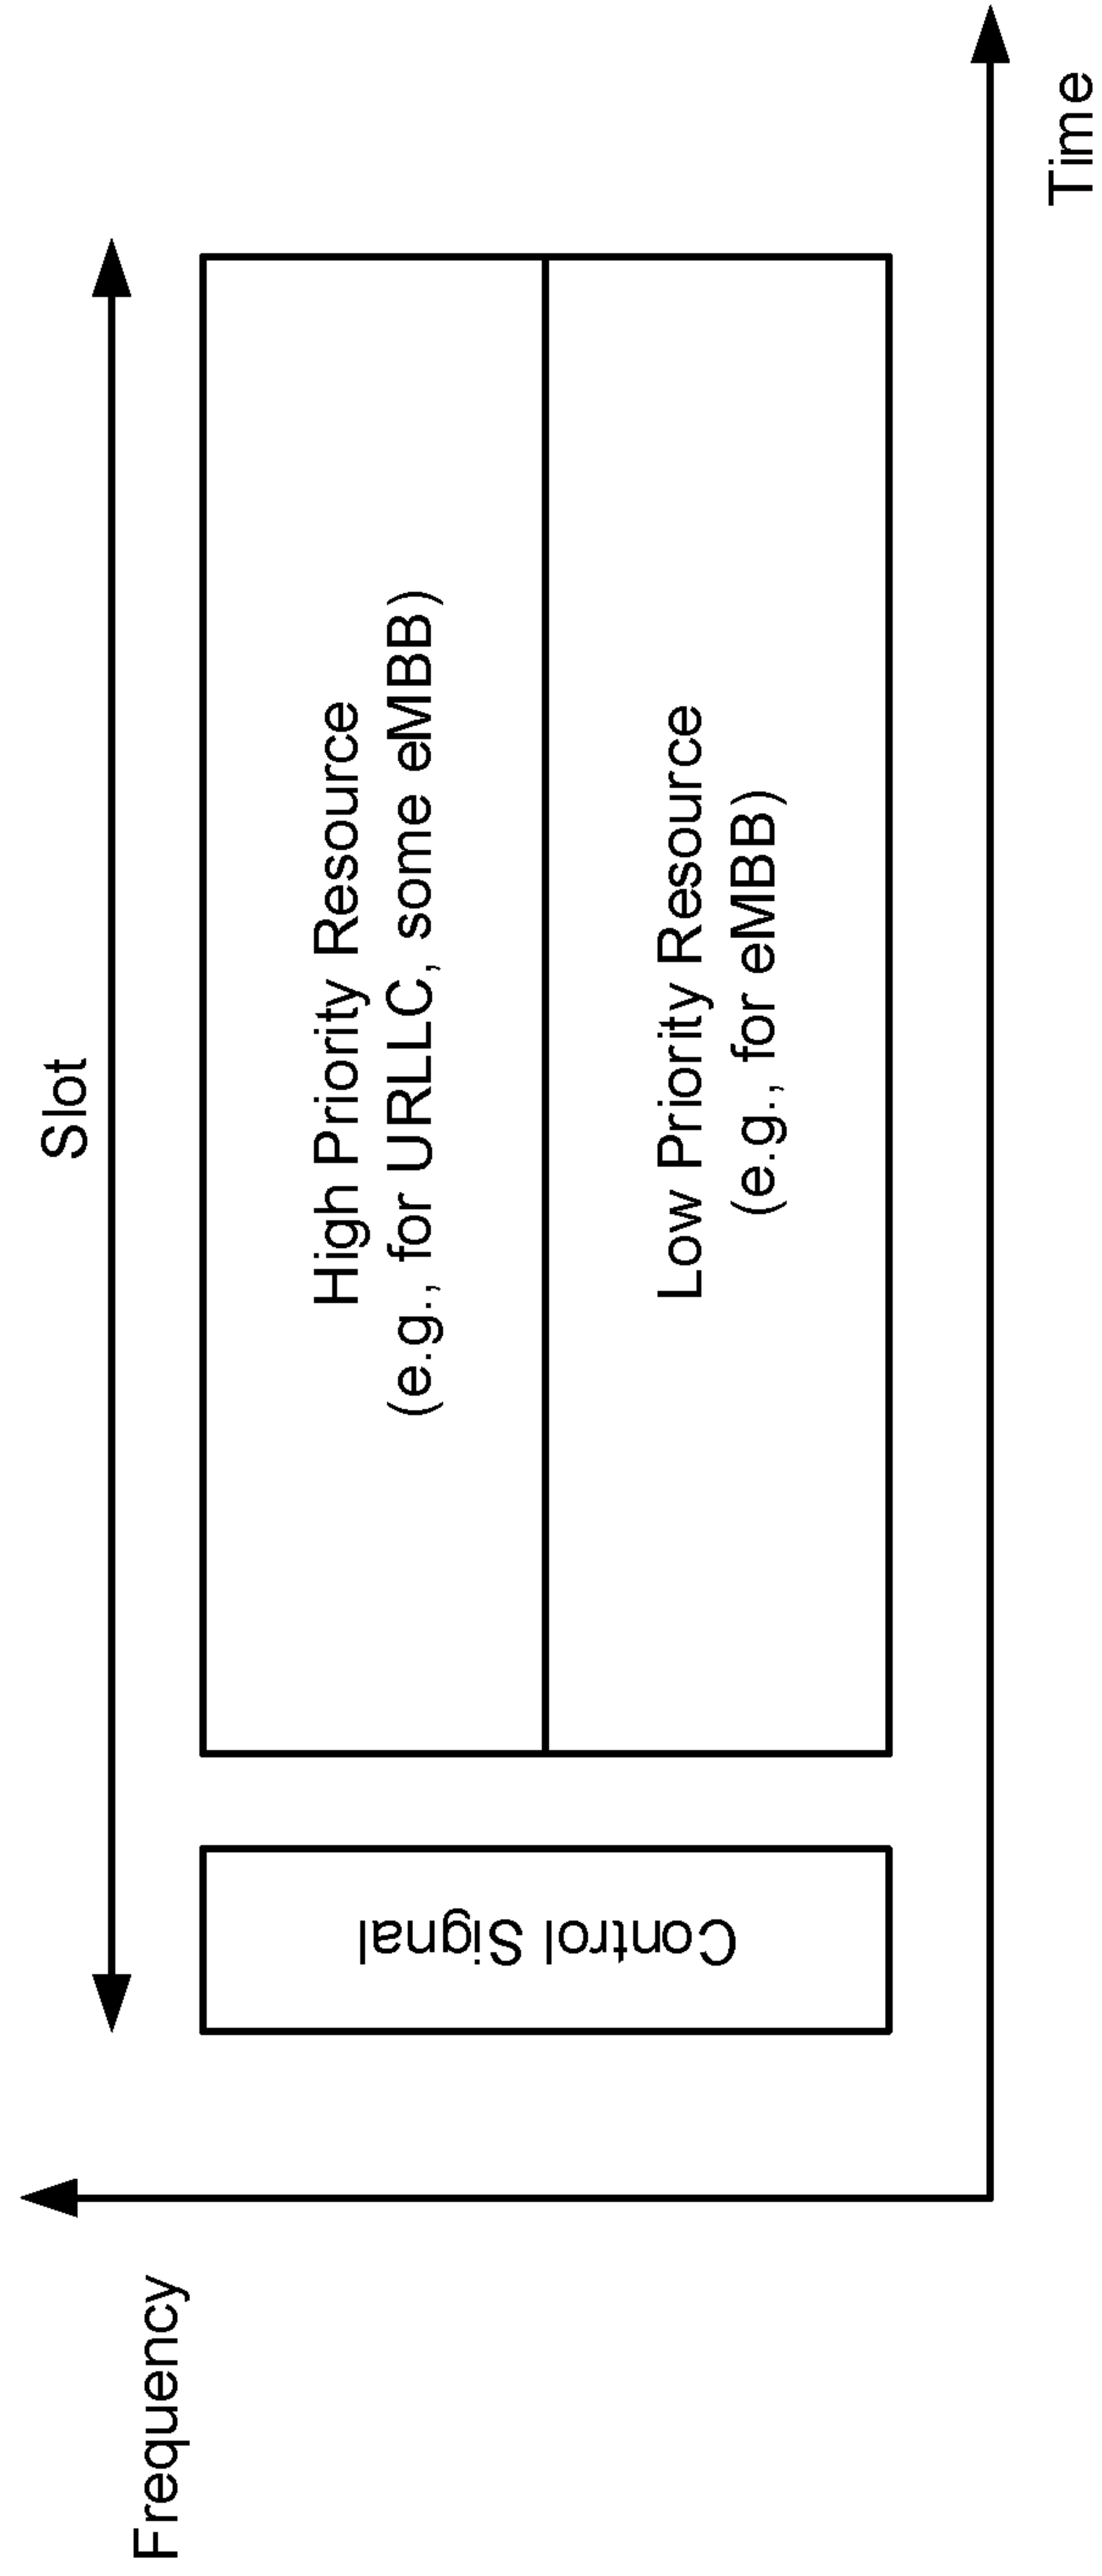 Slot
Frequency
Control Signal
High Priority Resource
(e.g., for URLLC, some eMBB)
Low Priority Resource
(e.g., for eMBB)
Time